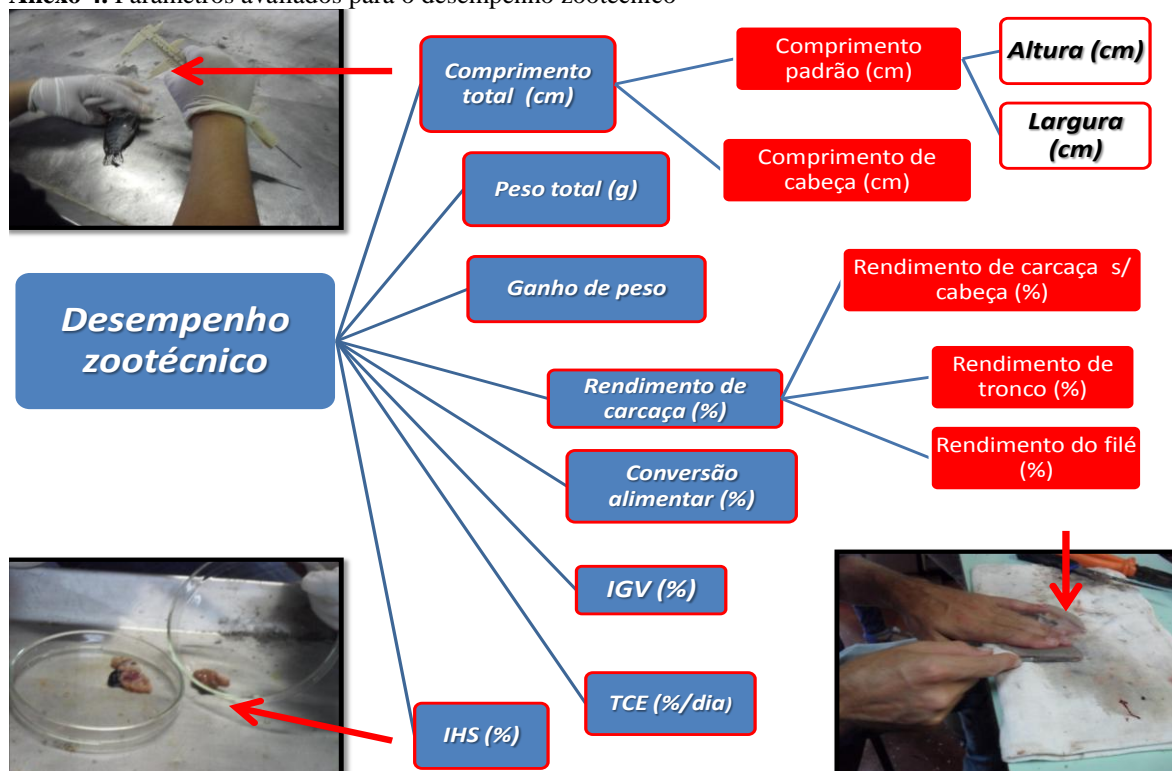 Anexo 4. Parâmetros avaliados para o desempenho zootécnico
Comprimento
total (cm)
Comprimento
padrão (cm)
Altura (cm)
Largura
(cm)
Comprimento de
cabeça (cm)
Peso total (g)
Ganho de peso
Desempenho
zootécnico
Rendimento de
carcaça (%)
Rendimento de carcaça s/
cabeça (%)
Rendimento de
tronco (%)
Rendimento do filé
(%)
Conversão
alimentar (%)
IGV (%)
TCE (%/dia)
IHS (%)